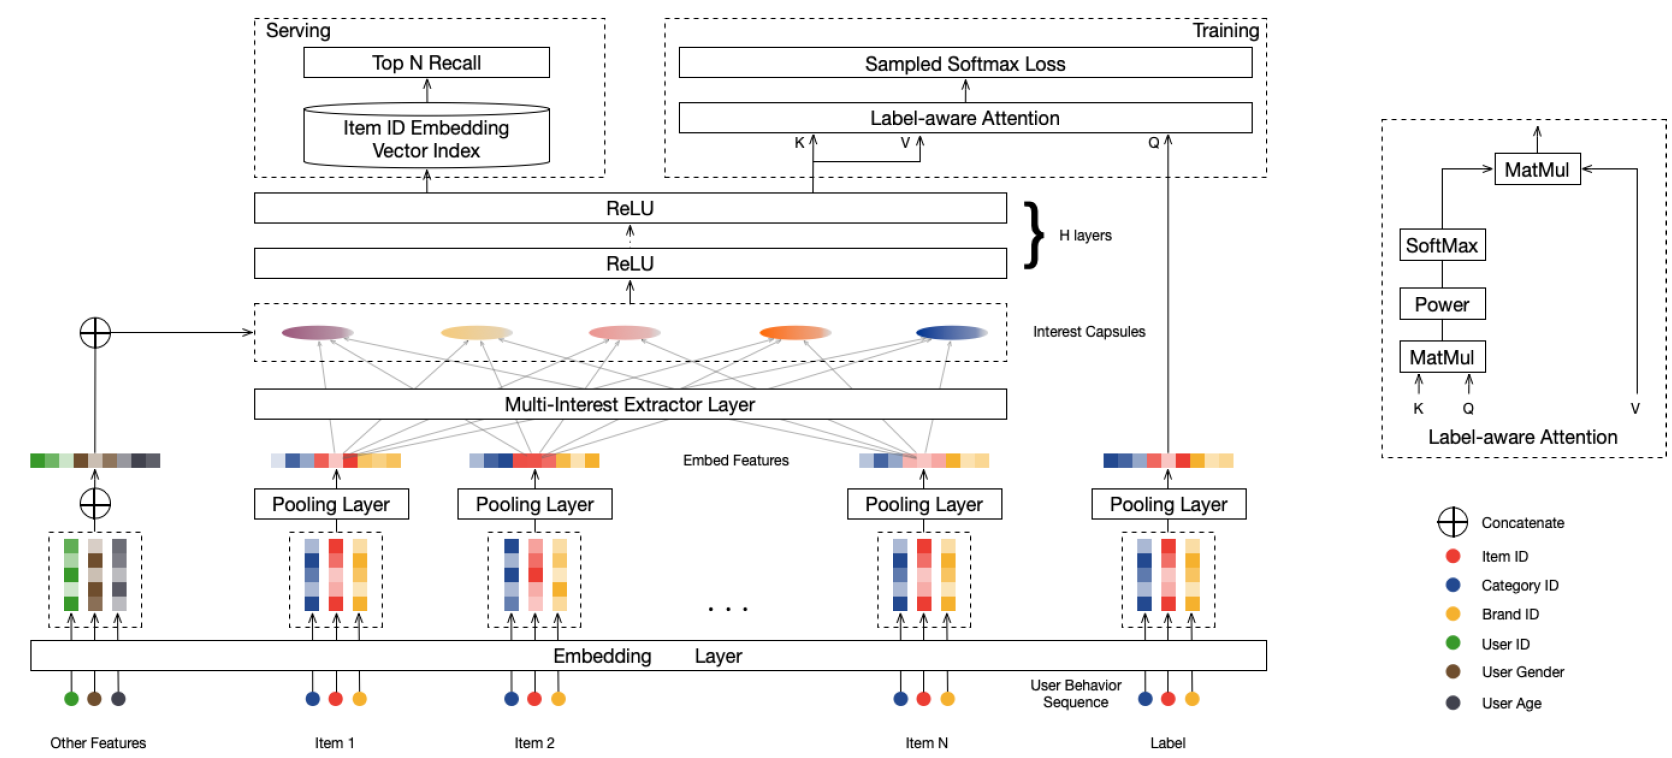 Serving
Top N Recall
Item ID Embedding
Vector Index
Training
Sampled Softmax Loss
Label-aware Attention
K
V
Q
ReLU
ReLU
H layers
Interest Capsules
Multi-Interest Extractor Layer
Embed Features
Pooling Layer
Pooling Layer
Pooling Layer
Pooling Layer
. . .
Embedding Layer
User Behavior
Sequence
Other Features
Item 1
Item 2
Item N
Label
MatMul
SoftMax
Power
MatMul
K
Q
V
Label-aware Attention
Concatenate
Item ID
Category ID
Brand ID
User ID
User Gender
User Age